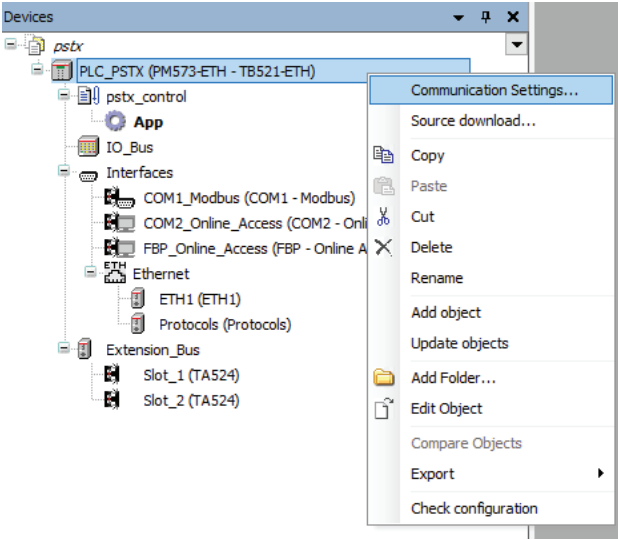 Devices
pstx
PLC_PSTX (PM573-ETH - TB521-ETH)
pstx_control
App
IO_Bus
Interfaces
COM1_Modbus (COM1 - Modbus)
COM2_Online_Access (COM2 - Onli
FBP_Online_Access (FBP - Online A
ETH
Ethernet
ETH1 (ETH1)
Protocols (Protocols)
Extension_Bus
Slot_1 (TA524)
Slot_2 (TA524)
Communication Settings...
Source download...
Copy
Paste
Cut
Delete
Rename
Add object
Update objects
Add Folder...
Edit Object
Compare Objects
Export
Check configuration